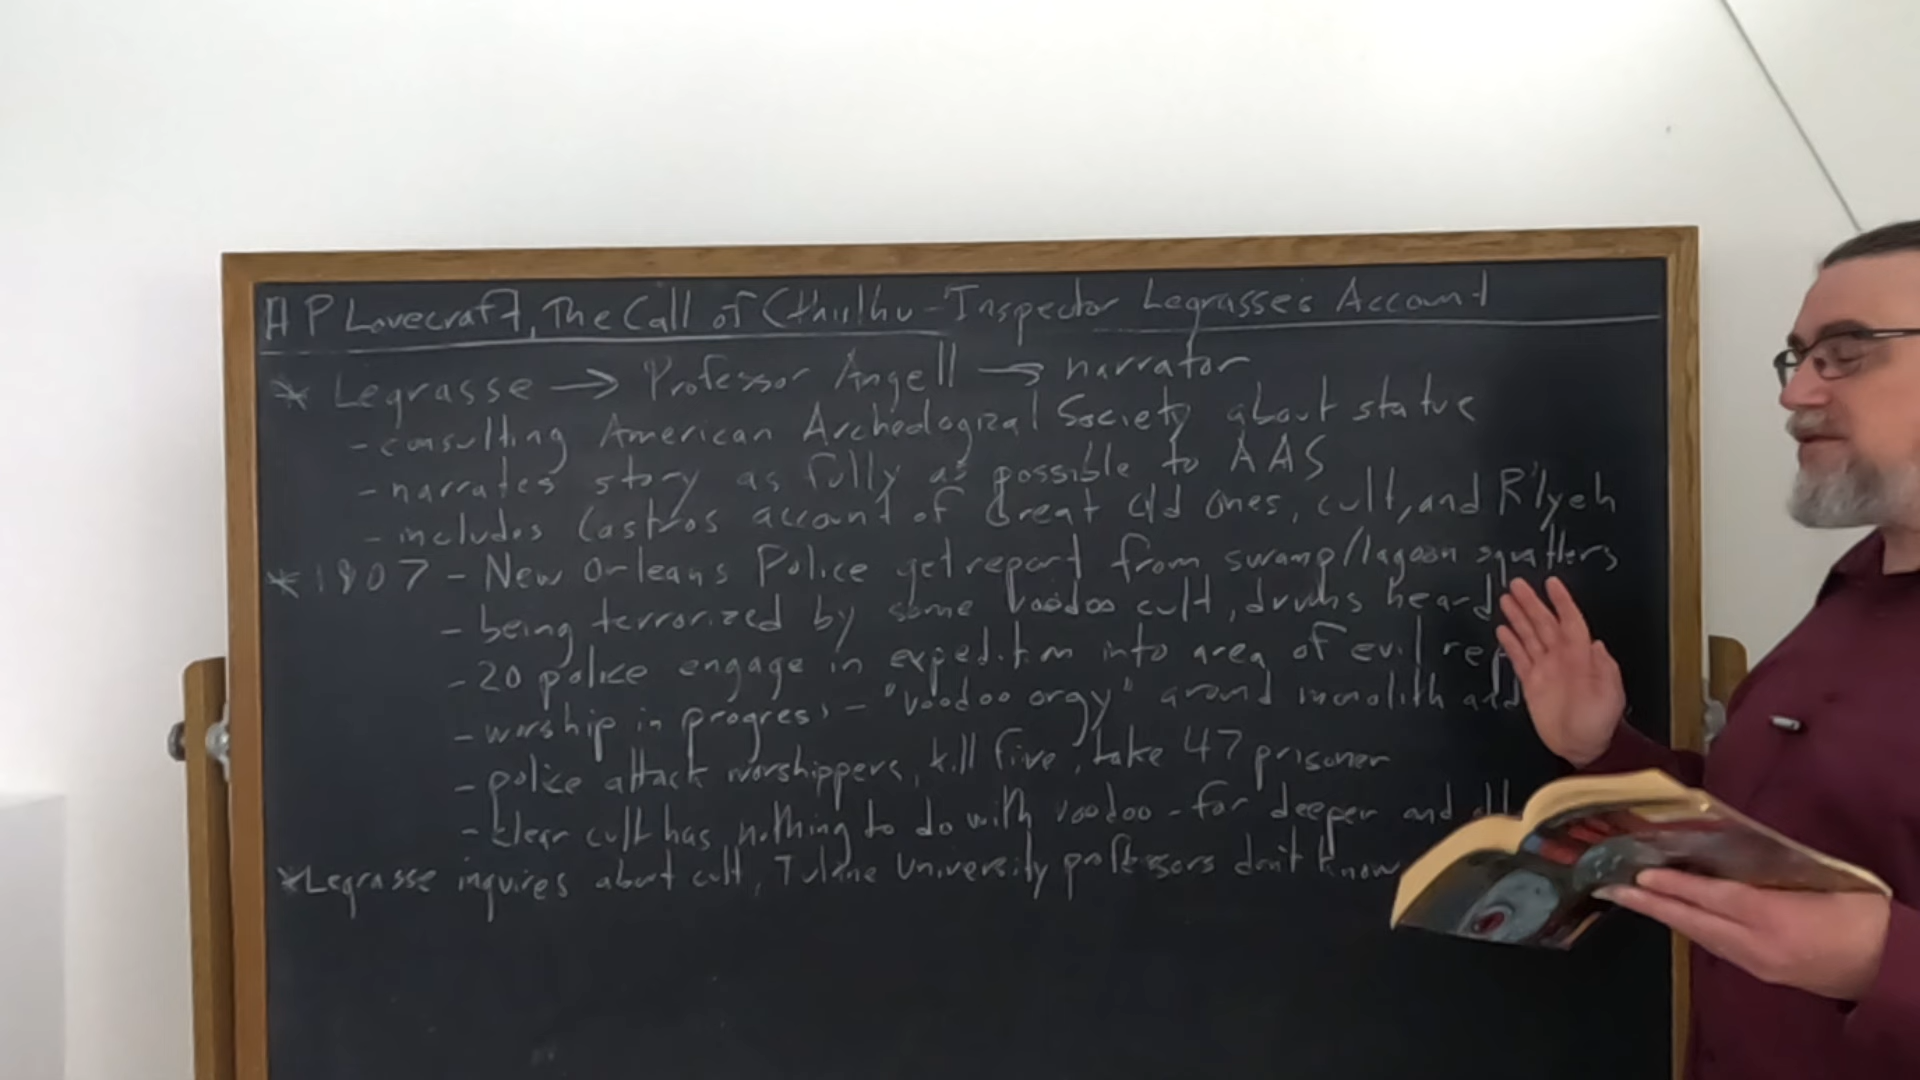 H P Lovecraft, The Call of Cthulhu - Inspector Legrasse's Account
* Legrasse → Professor Angell → narrator
- consulting American Archeological Society about statue
- narrates story as fully as possible to AAS
- includes Castros account of Great Old Ones, cult, and R'lyeh
* 1907 - New Orleans Police get report from swamp/lagoon squatters
- being terrorized by some Voodoo cult, drums heard
- 20 police engage in expedition into area of evil rep
- worship in progress - "voodoo orgy" around monolith and
- police attack worshippers, kill five, take 47 prisoner
- clear cult has nothing to do with voodoo - far deeper and
* Legrasse inquires about cult, Tulane University professors don't know